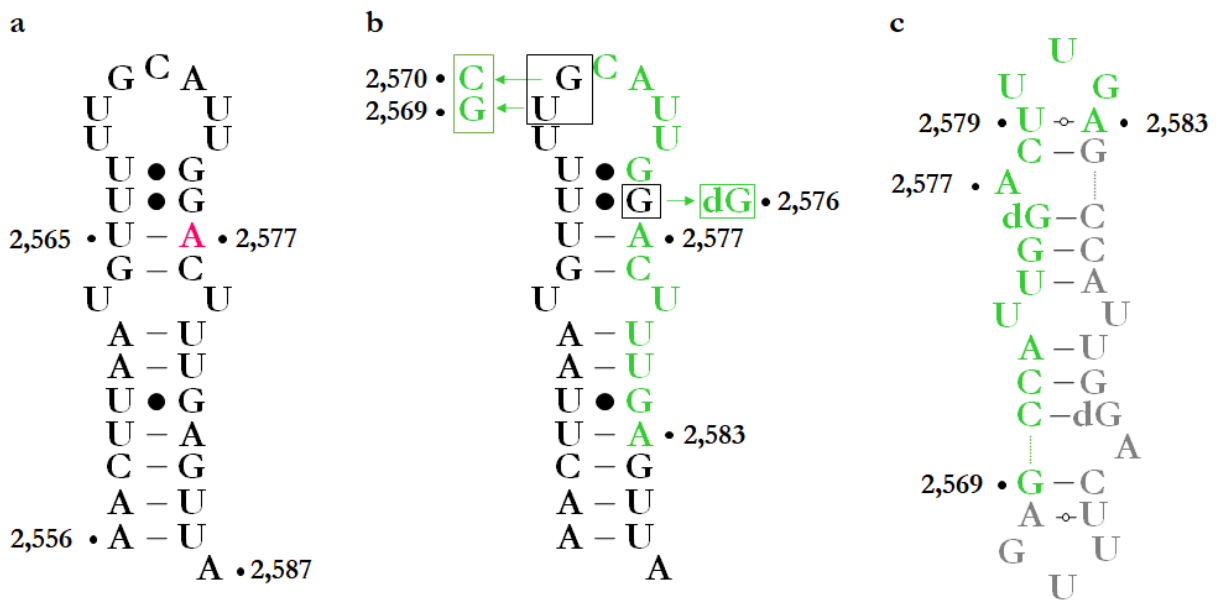 a
C
G A
U U
U U
U ● G
U ● G
2,565 • U – A • 2,577
G – C
U U
A – U
A – U
U ● G
U – A
C – G
A – U
2,556 • A – U
A • 2,587
b
C
2,570 • C G A
2,569 • G U U
U U
U ● G
U ● G dG • 2,576
U – A • 2,577
G – C
U U
A – U
A – U
U ● G
U – A • 2,583
C – G
A – U
A – U
A
c
U
U G
2,579 • U A • 2,583
C – G
2,577 • A
dG – C
G – C
U – A
U U
A – U
C – G
C – dG
A
2,569 • G – C
A U
G U
U